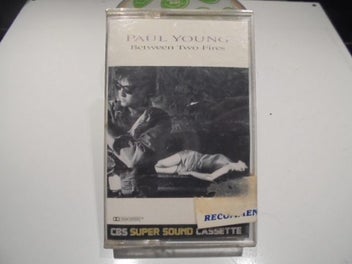 PAUL YOUNG
Between Two Fires
RECOMMEN
CBS SUPER SOUND CASSETTE